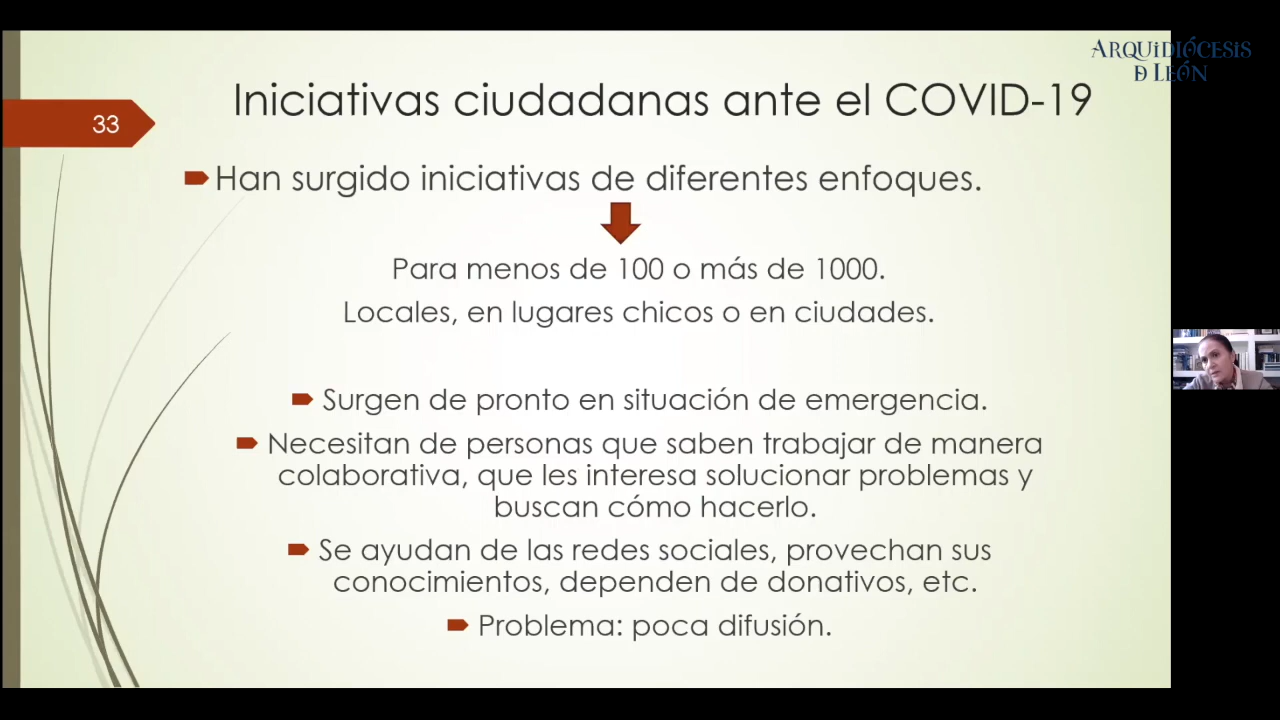 ARQUIDIÓCESIS
D LEÓN
33
Iniciativas ciudadanas ante el COVID-19
Han surgido iniciativas de diferentes enfoques.
Para menos de 100 o más de 1000.
Locales, en lugares chicos o en ciudades.
Surgen de pronto en situación de emergencia.
Necesitan de personas que saben trabajar de manera
colaborativa, que les interesa solucionar problemas y
buscan cómo hacerlo.
Se ayudan de las redes sociales, provechan sus
conocimientos, dependen de donativos, etc.
Problema: poca difusión.